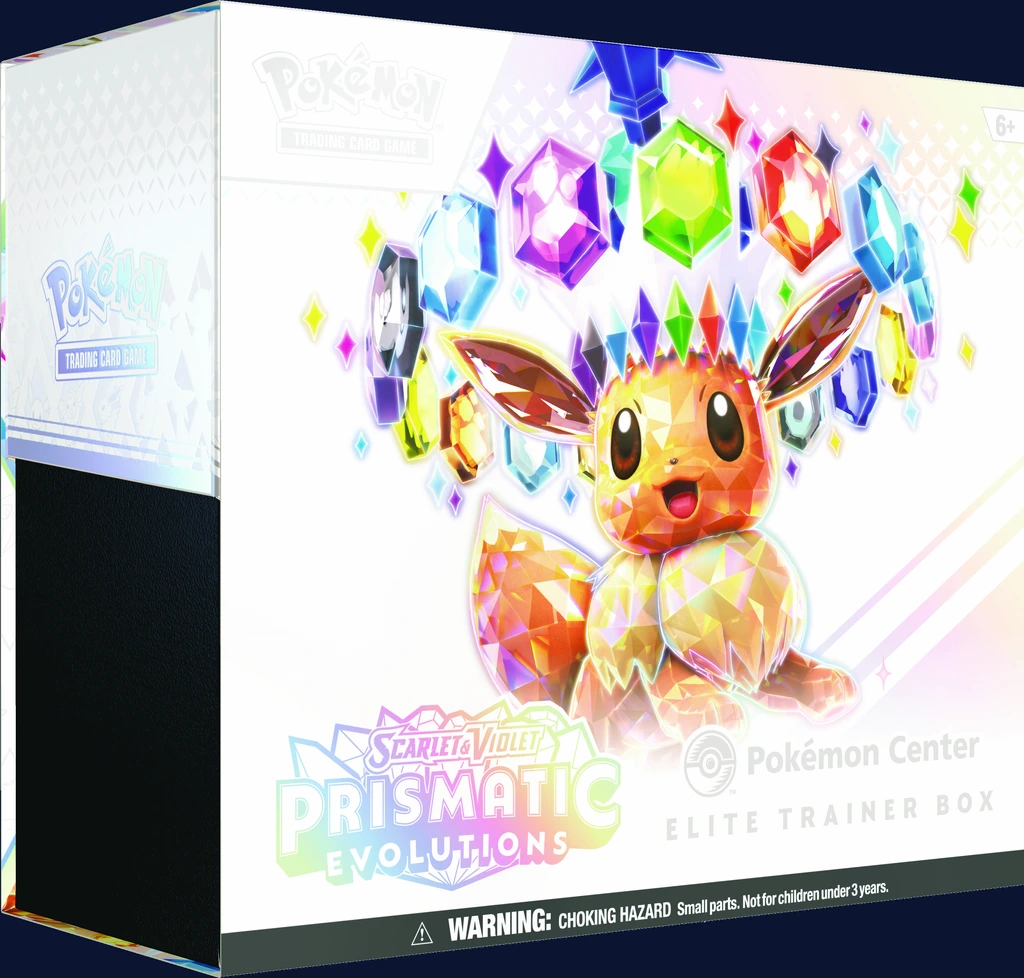 POKéMON
TRADING CARD GAME
6+
POKéMON
TRADING CARD GAME
SCARLET & VIOLET
PRISMATIC
EVOLUTIONS
Pokémon Center
TM
ELITE TRAINER BOX
WARNING: CHOKING HAZARD Small parts. Not for children under 3 years.